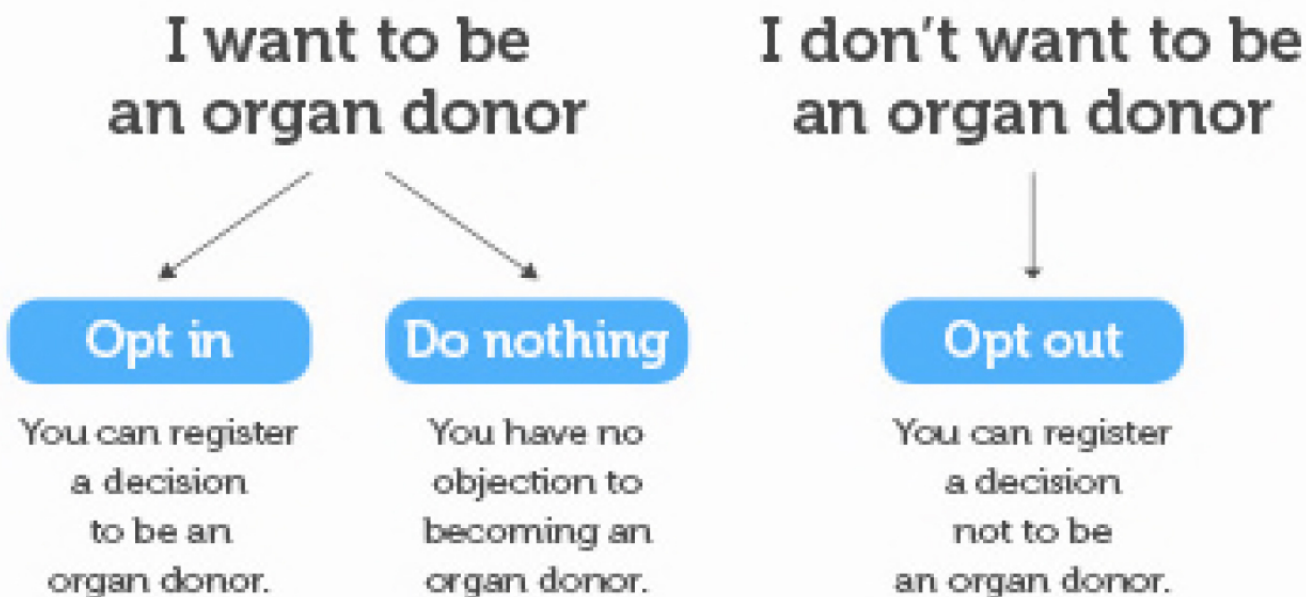 I want to be
an organ donor
I don't want to be
an organ donor
Opt in
Do nothing
Opt out
You can register
a decision
to be an
organ donor.
You have no
objection to
becoming an
organ donor.
You can register
a decision
not to be
an organ donor.